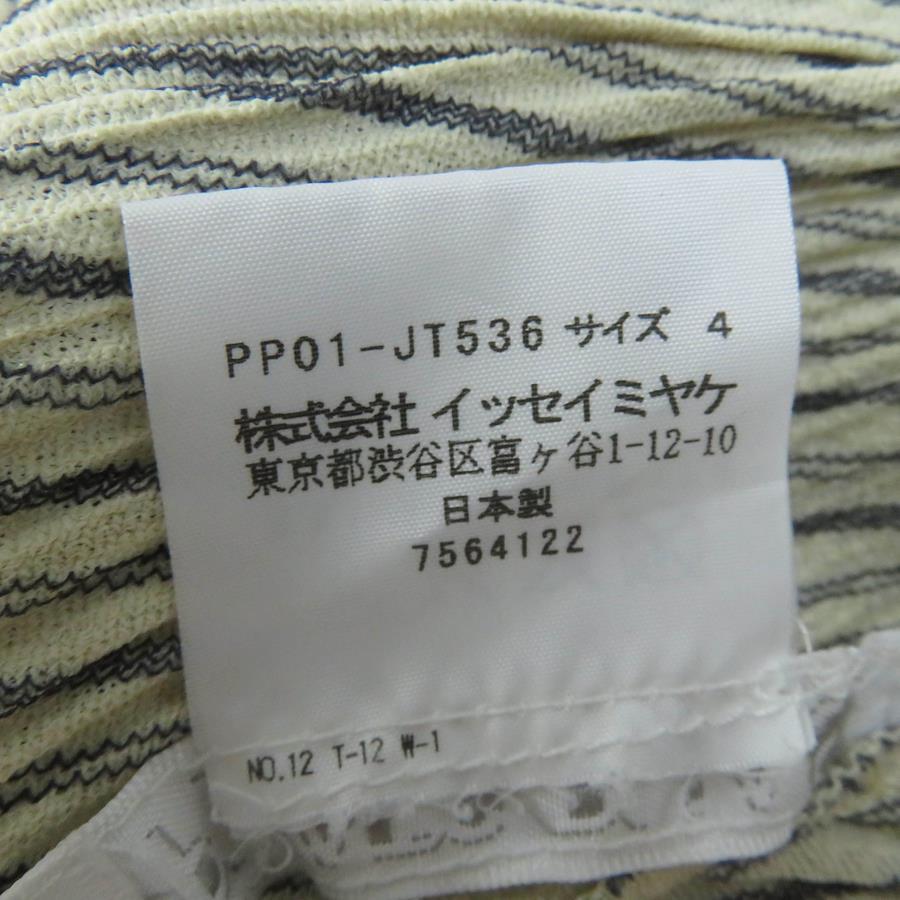 PP01-JT536 サイズ 4
株式会社 イッセイミヤケ
東京都渋谷区富ヶ谷1-12-10
日本製
7564122
NO.12 T-12 W-1